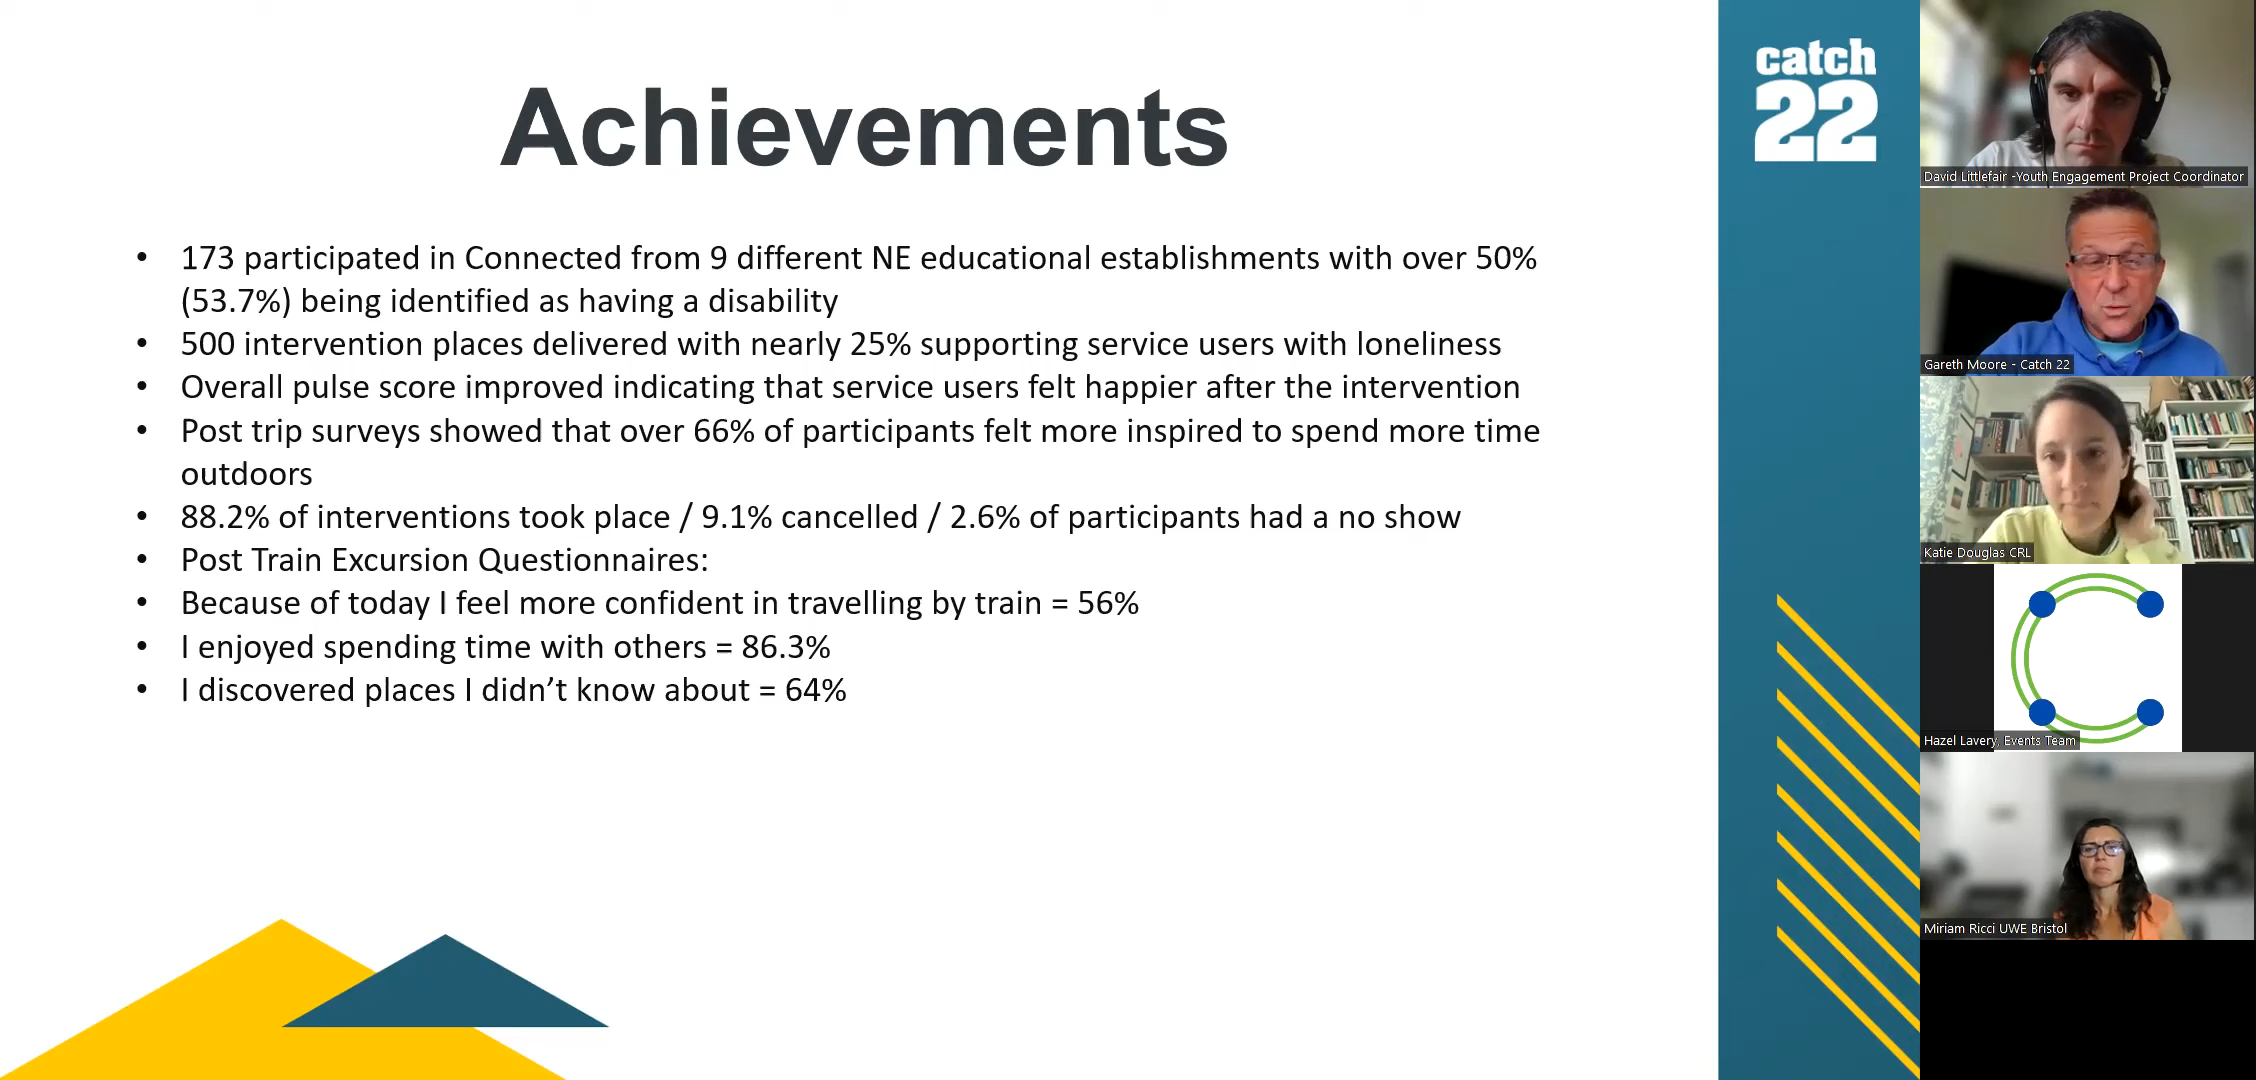 Achievements
• 173 participated in Connected from 9 different NE educational establishments with over 50%
(53.7%) being identified as having a disability
• 500 intervention places delivered with nearly 25% supporting service users with loneliness
• Overall pulse score improved indicating that service users felt happier after the intervention
• Post trip surveys showed that over 66% of participants felt more inspired to spend more time
outdoors
• 88.2% of interventions took place / 9.1% cancelled / 2.6% of participants had a no show
• Post Train Excursion Questionnaires:
• Because of today I feel more confident in travelling by train = 56%
• I enjoyed spending time with others = 86.3%
• I discovered places I didn’t know about = 64%
catch
22
David Littlefair -Youth Engagement Project Coordinator
Gareth Moore - Catch 22
Katie Douglas CRL
Hazel Lavery, Events Team
Miriam Ricci UWE Bristol